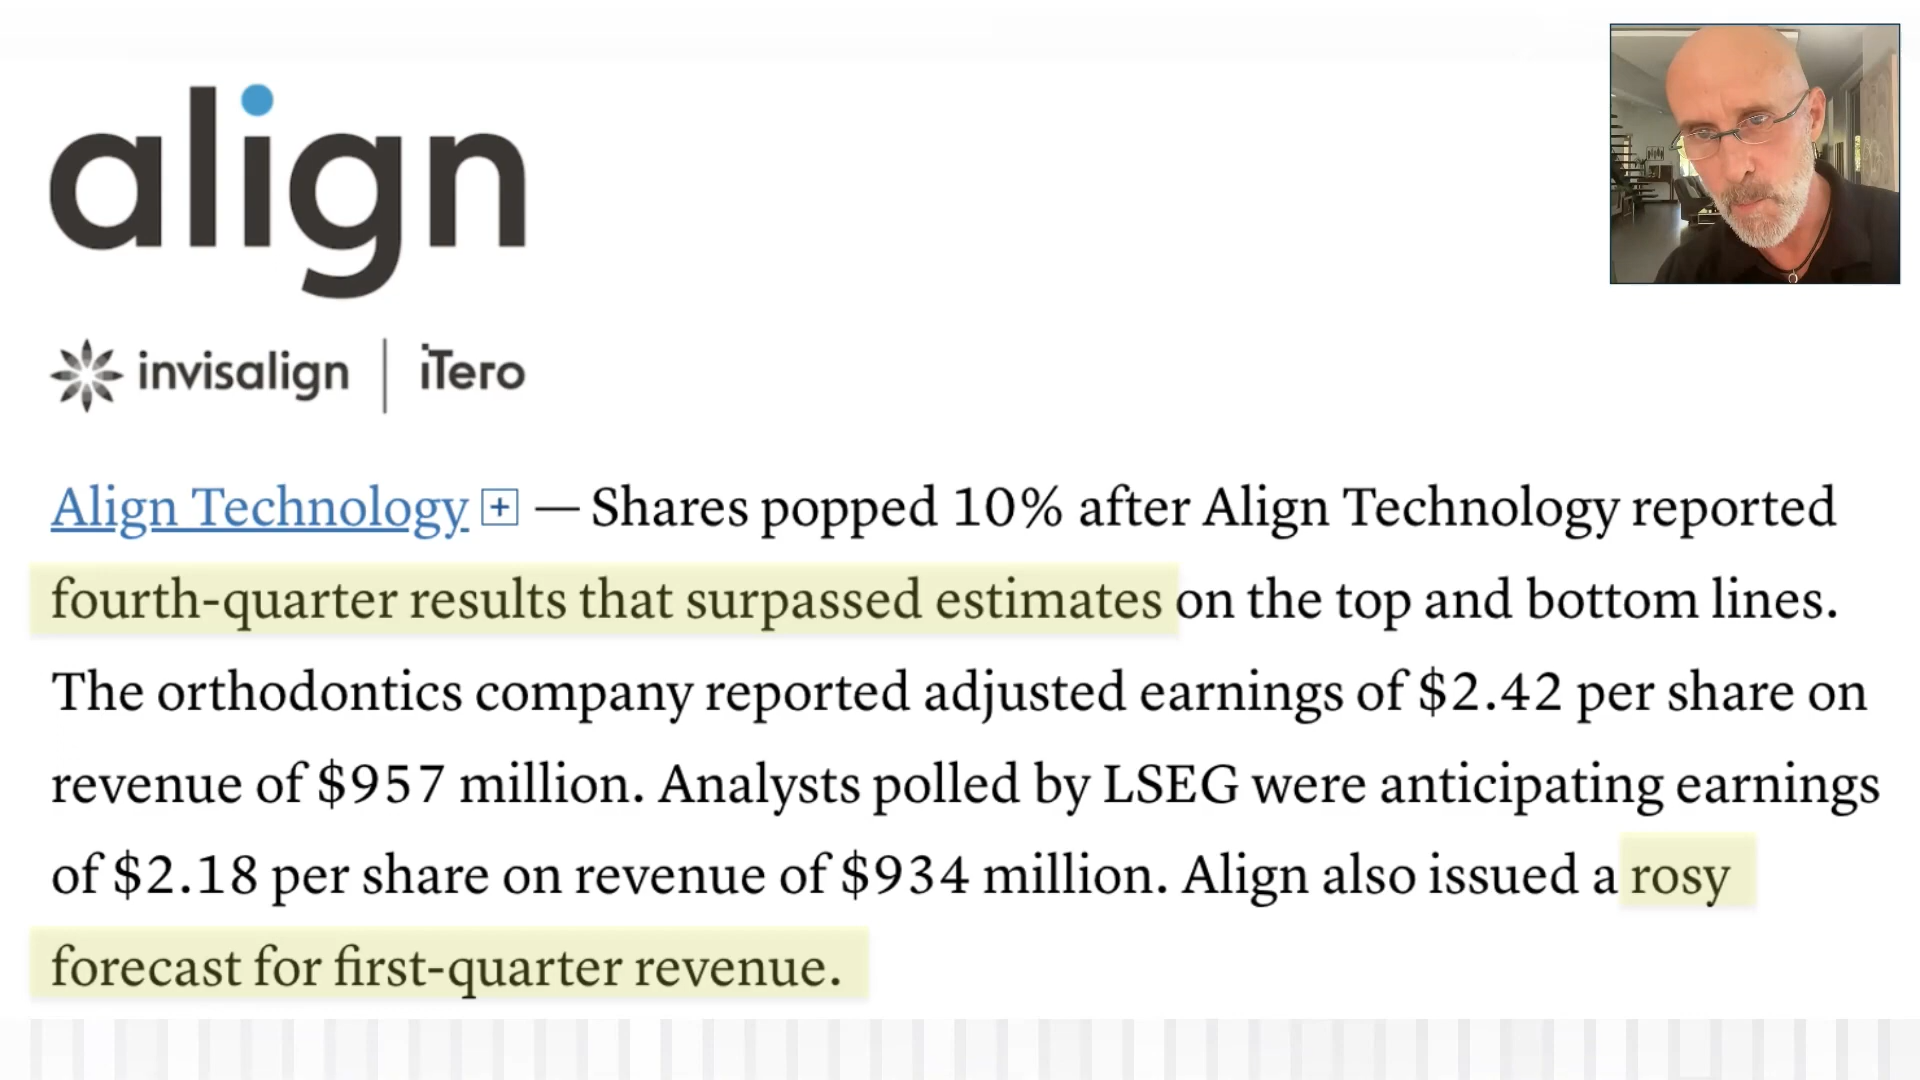 align
invisalign | iTero
Align Technology + — Shares popped 10% after Align Technology reported
fourth-quarter results that surpassed estimates on the top and bottom lines.
The orthodontics company reported adjusted earnings of $2.42 per share on
revenue of $957 million. Analysts polled by LSEG were anticipating earnings
of $2.18 per share on revenue of $934 million. Align also issued a rosy
forecast for first-quarter revenue.